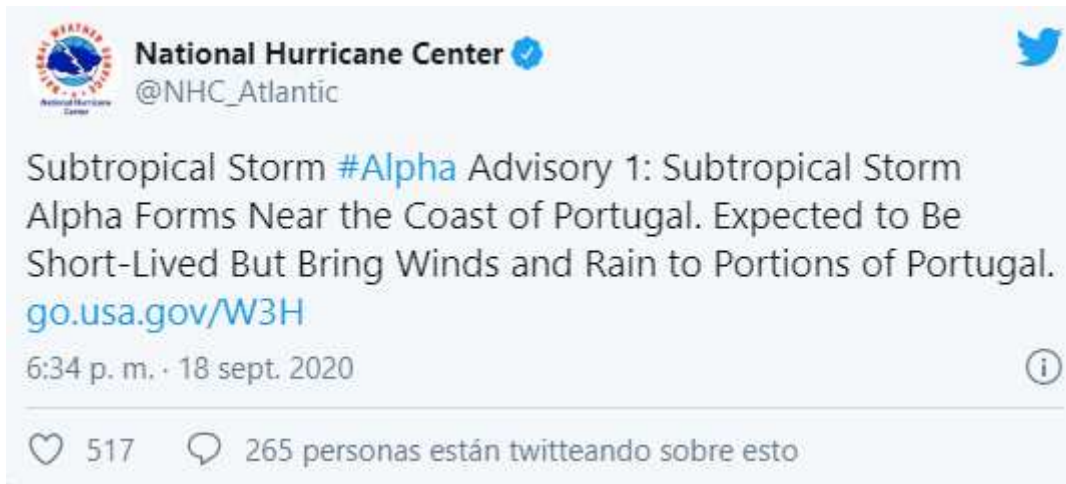 National Hurricane Center
@NHC_Atlantic
Subtropical Storm #Alpha Advisory 1: Subtropical Storm
Alpha Forms Near the Coast of Portugal. Expected to Be
Short-Lived But Bring Winds and Rain to Portions of Portugal.
go.usa.gov/W3H
6:34 p. m. · 18 sept. 2020
517 265 personas están twitteando sobre esto